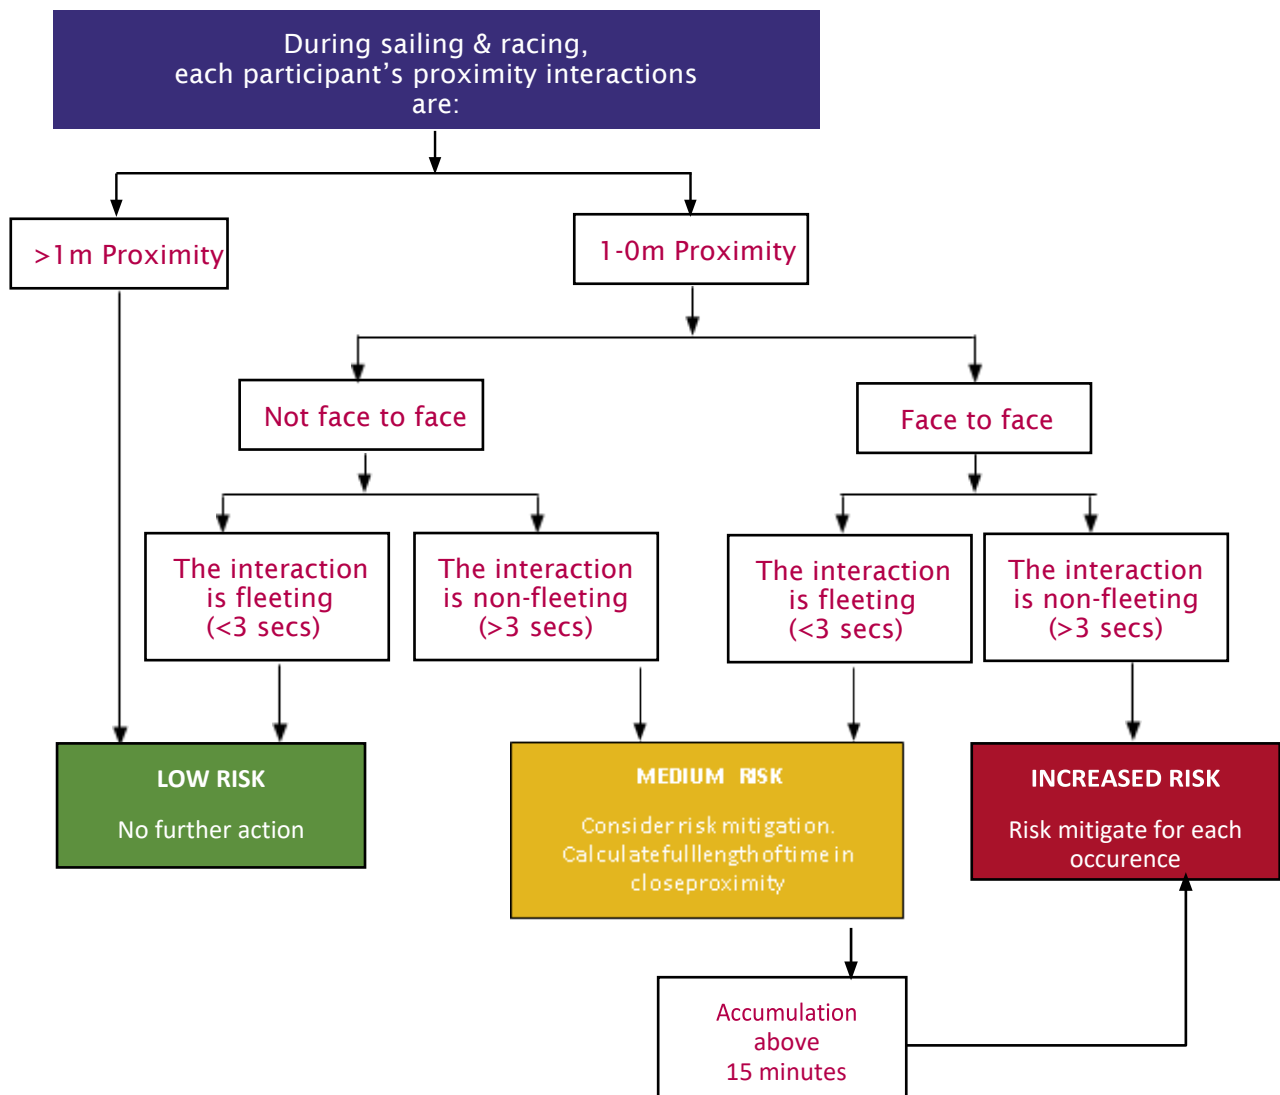 During sailing & racing,
each participant’s proximity interactions
are:
>1m Proximity
1-0m Proximity
Not face to face
Face to face
The interaction
is fleeting
(<3 secs)
The interaction
is non-fleeting
(>3 secs)
The interaction
is fleeting
(<3 secs)
The interaction
is non-fleeting
(>3 secs)
LOW RISK
No further action
MEDIUM RISK
Consider risk mitigation.
Calculatefulllengthoftime in
closeproximity
INCREASED RISK
Risk mitigate for each
occurence
Accumulation
above
15 minutes